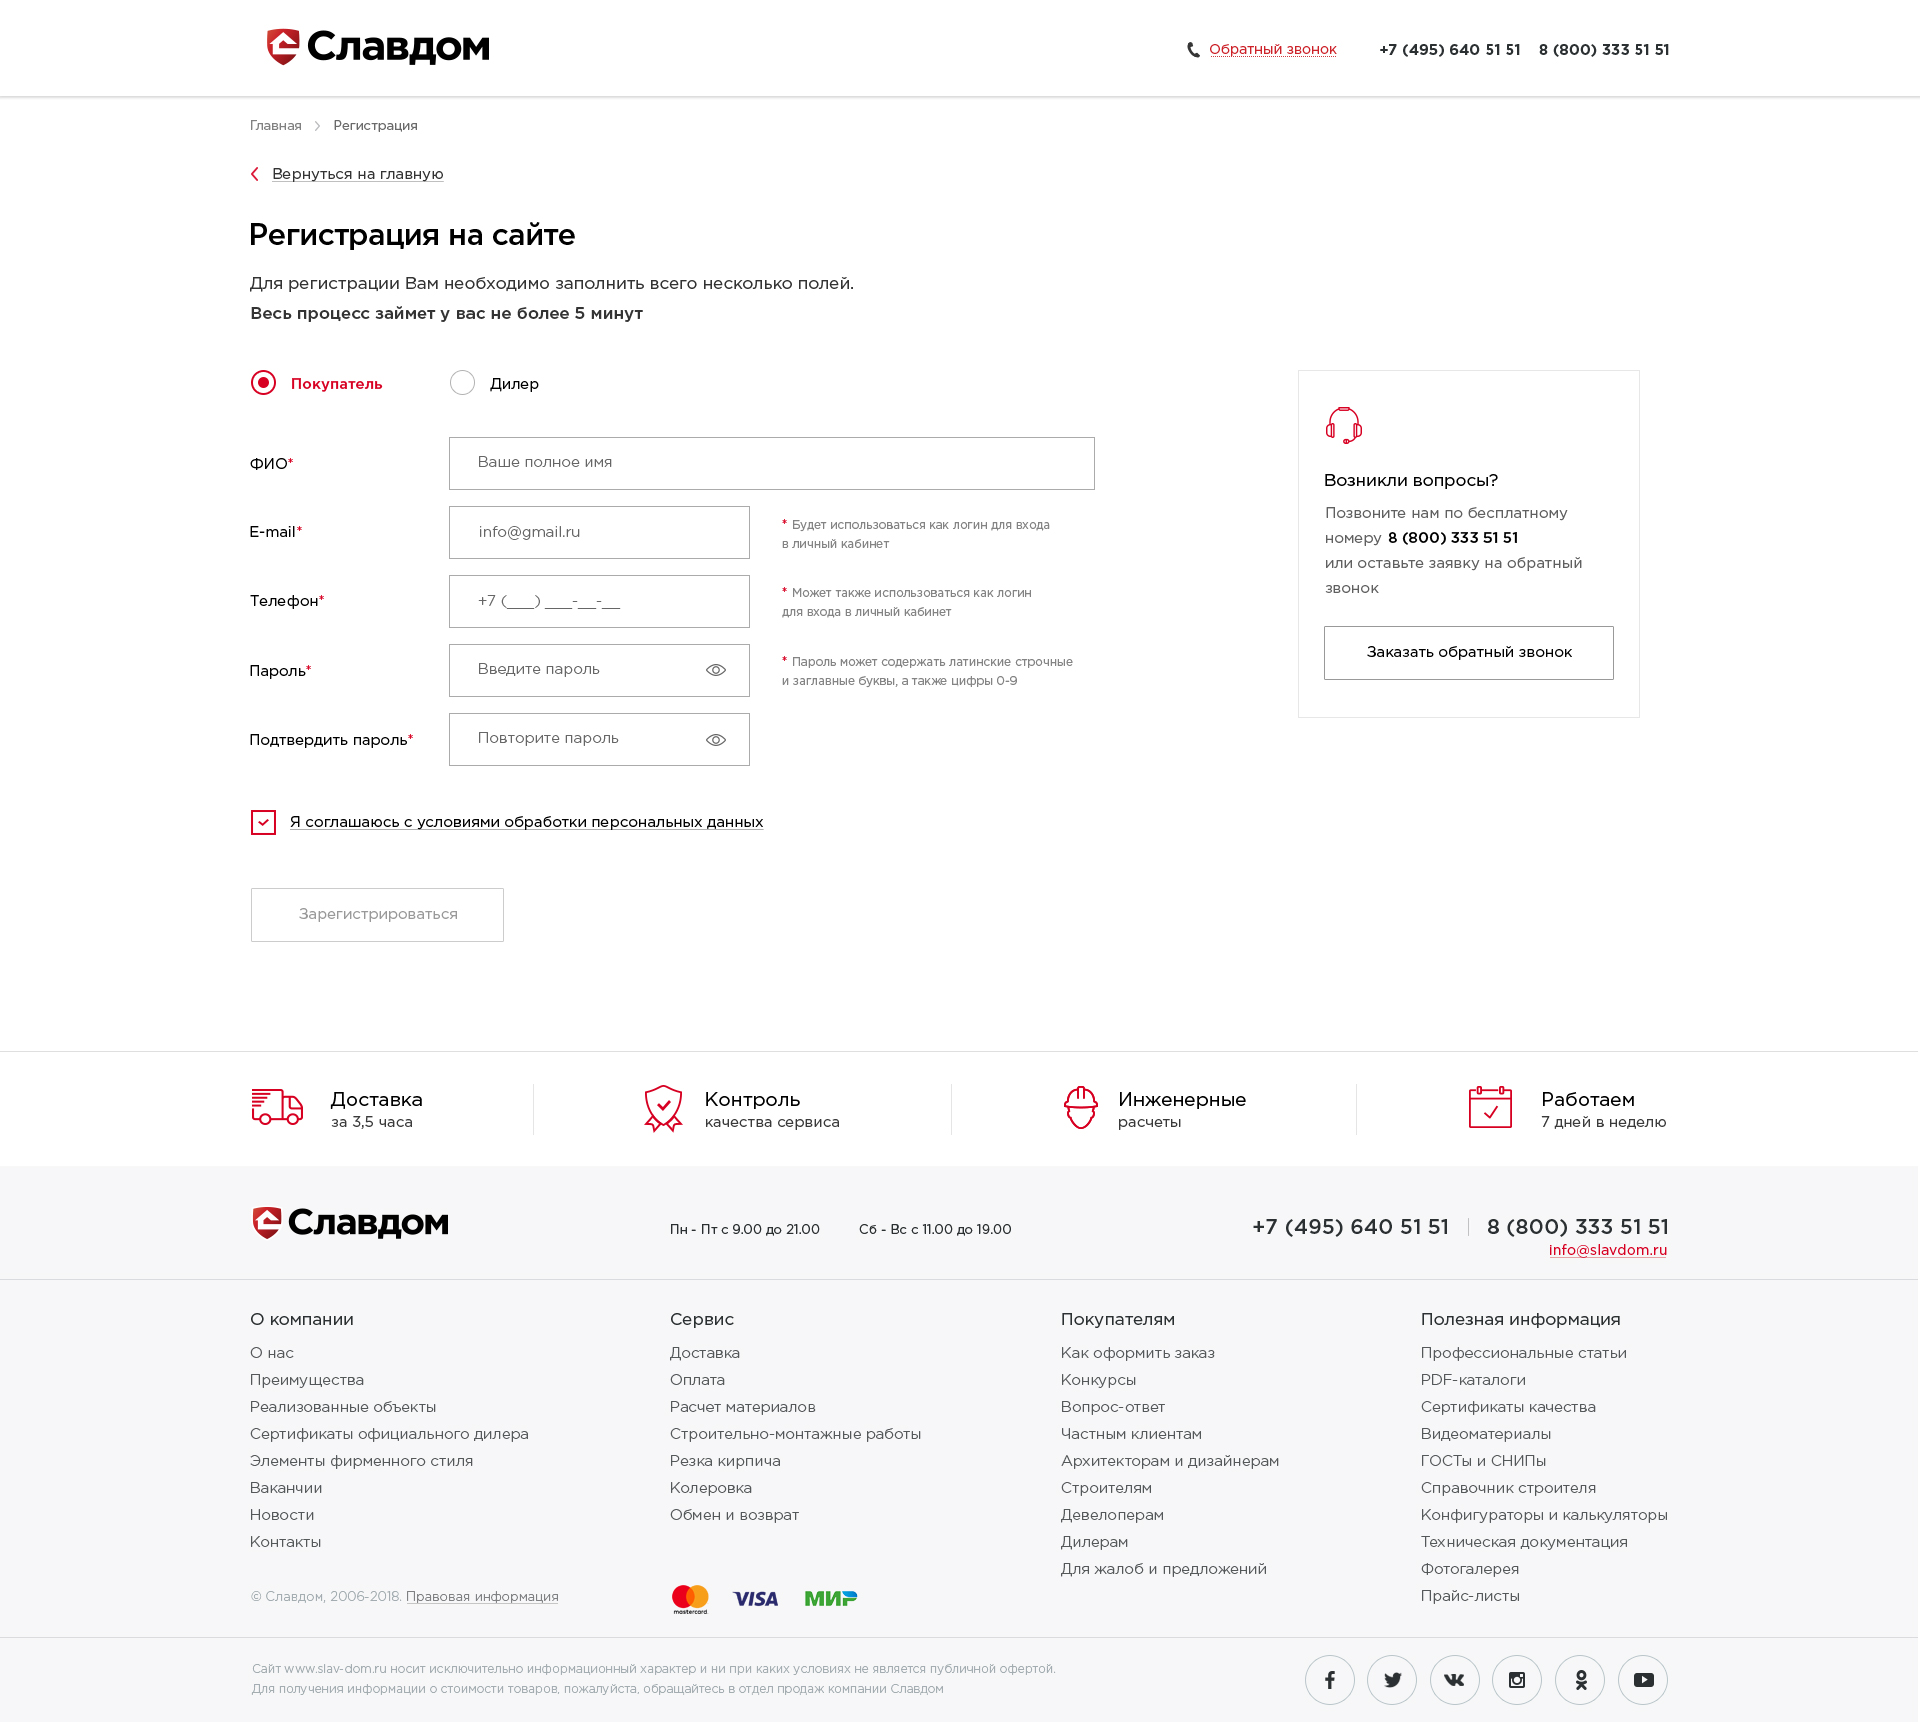 Славдом
Обратный звонок
+7 (495) 640 51 51
8 (800) 333 51 51
Главная
Регистрация
Вернуться на главную
Регистрация на сайте
Для регистрации Вам необходимо заполнить всего несколько полей.
Весь процесс займет у вас не более 5 минут
Покупатель
Дилер
ФИО*
Ваше полное имя
E-mail*
info@gmail.ru
* Будет использоваться как логин для входа
в личный кабинет
Телефон*
+7 (___) ___-__-__
* Может также использоваться как логин
для входа в личный кабинет
Пароль*
Введите пароль
* Пароль может содержать латинские строчные
и заглавные буквы, а также цифры 0-9
Подтвердить пароль*
Повторите пароль
Я соглашаюсь с условиями обработки персональных данных
Зарегистрироваться
Возникли вопросы?
Позвоните нам по бесплатному
номеру 8 (800) 333 51 51
или оставьте заявку на обратный
звонок
Заказать обратный звонок
Доставка
за 3,5 часа
Контроль
качества сервиса
Инженерные
расчеты
Работаем
7 дней в неделю
Славдом
Пн - Пт с 9.00 до 21.00
Сб - Вс с 11.00 до 19.00
+7 (495) 640 51 51
8 (800) 333 51 51
info@slavdom.ru
О компании
О нас
Преимущества
Реализованные объекты
Сертификаты официального дилера
Элементы фирменного стиля
Вакансии
Новости
Контакты
Сервис
Доставка
Оплата
Расчет материалов
Строительно-монтажные работы
Резка кирпича
Колеровка
Обмен и возврат
Покупателям
Как оформить заказ
Конкурсы
Вопрос-ответ
Частным клиентам
Архитекторам и дизайнерам
Строителям
Девелоперам
Дилерам
Для жалоб и предложений
Полезная информация
Профессиональные статьи
PDF-каталоги
Сертификаты качества
Видеоматериалы
ГОСТы и СНИПы
Справочник строителя
Конфигураторы и калькуляторы
Техническая документация
Фотогалерея
Прайс-листы
© Славдом, 2006-2018. Правовая информация
mastercard.
VISA
МИР
Сайт www.slav-dom.ru носит исключительно информационный характер и ни при каких условиях не является публичной офертой.
Для получения информации о стоимости товаров, пожалуйста, обращайтесь в отдел продаж компании Славдом